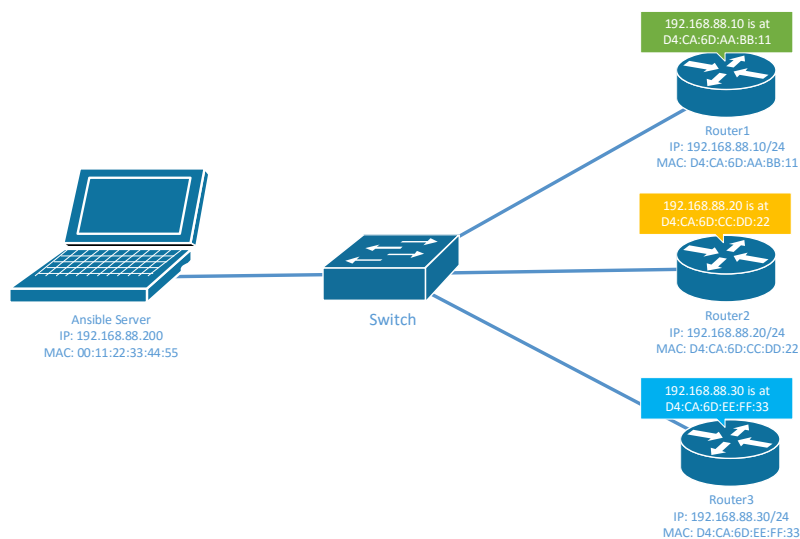 192.168.88.10 is at
D4:CA:6D:AA:BB:11
Router1
IP: 192.168.88.10/24
MAC: D4:CA:6D:AA:BB:11
192.168.88.20 is at
D4:CA:6D:CC:DD:22
Router2
IP: 192.168.88.20/24
MAC: D4:CA:6D:CC:DD:22
Ansible Server
IP: 192.168.88.200
MAC: 00:11:22:33:44:55
Switch
192.168.88.30 is at
D4:CA:6D:EE:FF:33
Router3
IP: 192.168.88.30/24
MAC: D4:CA:6D:EE:FF:33